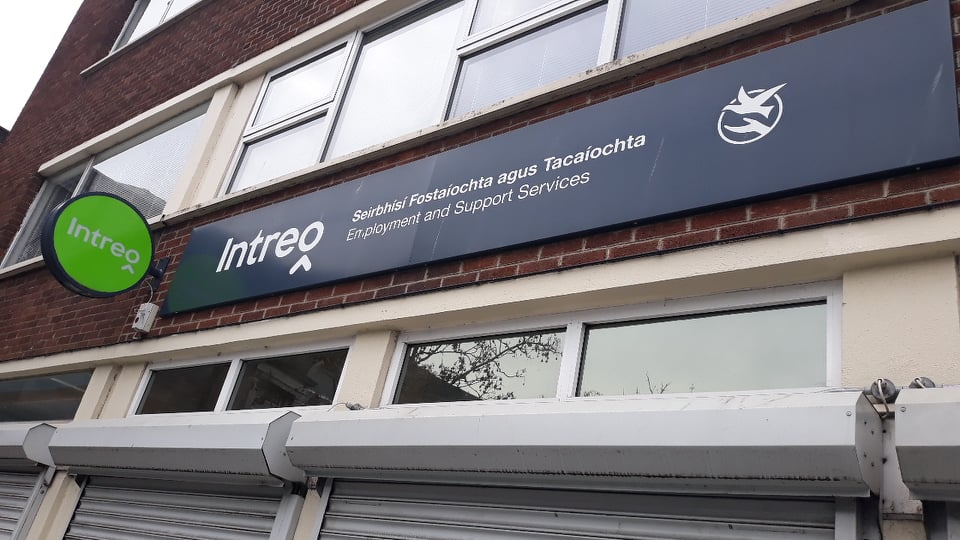 Intreo
Intreo
Seirbhísí Fostaíochta agus Tacaíochta
Employment and Support Services